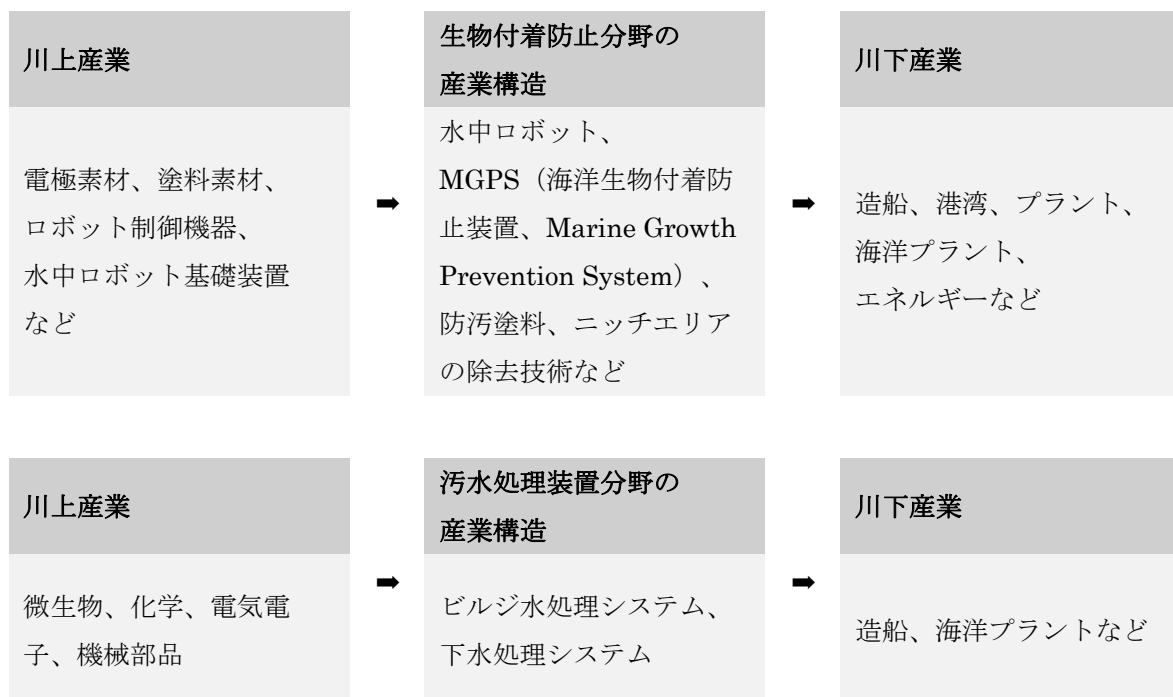 川上産業
電極素材、塗料素材、
ロボット制御機器、
水中ロボット基礎装置
など
➡
生物付着防止分野の
産業構造
水中ロボット、
MGPS（海洋生物付着防
止装置、Marine Growth
Prevention System）、
防汚塗料、ニッチエリア
の除去技術など
➡
川下産業
造船、港湾、プラント、
海洋プラント、
エネルギーなど
川上産業
微生物、化学、電気電
子、機械部品
➡
汚水処理装置分野の
産業構造
ビルジ水処理システム、
下水処理システム
➡
川下産業
造船、海洋プラントなど